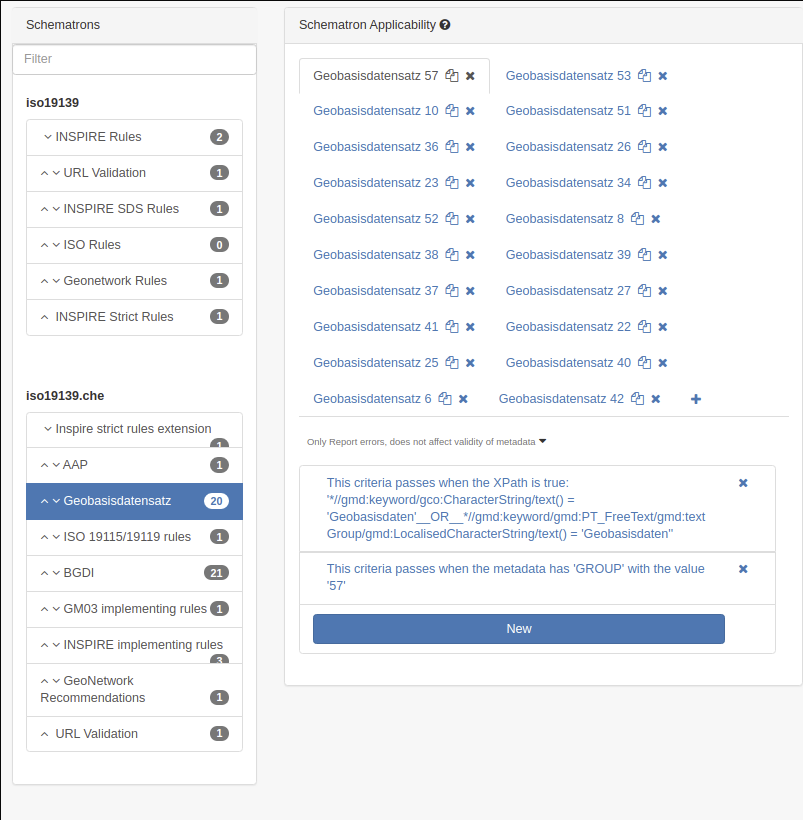 Schematrons
Filter
iso19139
INSPIRE Rules 2
URL Validation 1
INSPIRE SDS Rules 1
ISO Rules 0
Geonetwork Rules 1
INSPIRE Strict Rules 1
iso19139.che
Inspire strict rules extension
1
AAP 1
Geobasisdatensatz 20
ISO 19115/19119 rules 1
BGDI 21
GM03 implementing rules 1
INSPIRE implementing rules
3
GeoNetwork
Recommendations 1
URL Validation 1
Schematron Applicability
Geobasisdatensatz 57 Geobasisdatensatz 53
Geobasisdatensatz 10 Geobasisdatensatz 51
Geobasisdatensatz 36 Geobasisdatensatz 26
Geobasisdatensatz 23 Geobasisdatensatz 34
Geobasisdatensatz 52 Geobasisdatensatz 8
Geobasisdatensatz 38 Geobasisdatensatz 39
Geobasisdatensatz 37 Geobasisdatensatz 27
Geobasisdatensatz 41 Geobasisdatensatz 22
Geobasisdatensatz 25 Geobasisdatensatz 40
Geobasisdatensatz 6 Geobasisdatensatz 42
Only Report errors, does not affect validity of metadata
This criteria passes when the XPath is true:
'*//gmd:keyword/gco:CharacterString/text() =
'Geobasisdaten'__OR__*//gmd:keyword/gmd:PT_FreeText/gmd:text
Group/gmd:LocalisedCharacterString/text() = 'Geobasisdaten''
This criteria passes when the metadata has 'GROUP' with the value
'57'
New